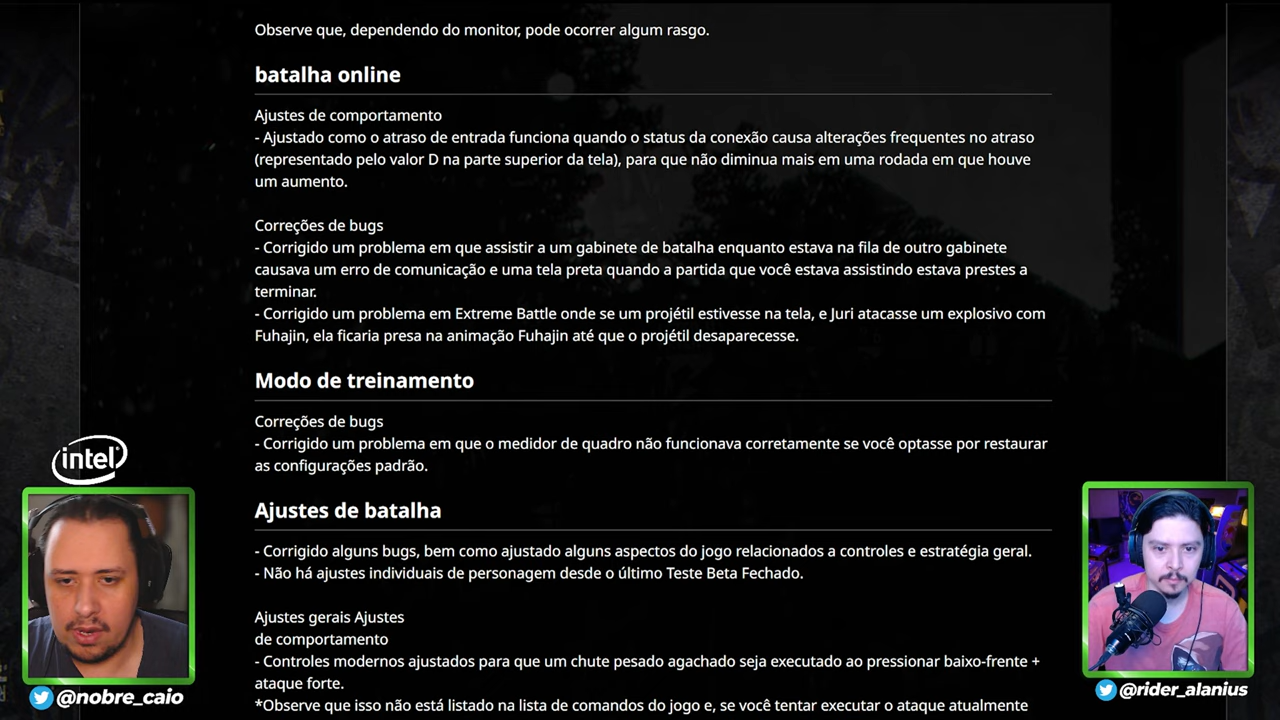 Observe que, dependendo do monitor, pode ocorrer algum rasgo.
batalha online
Ajustes de comportamento
- Ajustado como o atraso de entrada funciona quando o status da conexão causa alterações frequentes no atraso
(representado pelo valor D na parte superior da tela), para que não diminua mais em uma rodada em que houve
um aumento.
Correções de bugs
- Corrigido um problema em que assistir a um gabinete de batalha enquanto estava na fila de outro gabinete
causava um erro de comunicação e uma tela preta quando a partida que você estava assistindo estava prestes a
terminar.
- Corrigido um problema em Extreme Battle onde se um projétil estivesse na tela, e Juri atacasse um explosivo com
Fuhajin, ela ficaria presa na animação Fuhajin até que o projétil desaparecesse.
Modo de treinamento
Correções de bugs
- Corrigido um problema em que o medidor de quadro não funcionava corretamente se você optasse por restaurar
as configurações padrão.
Ajustes de batalha
- Corrigido alguns bugs, bem como ajustado alguns aspectos do jogo relacionados a controles e estratégia geral.
- Não há ajustes individuais de personagem desde o último Teste Beta Fechado.
Ajustes gerais Ajustes
de comportamento
- Controles modernos ajustados para que um chute pesado agachado seja executado ao pressionar baixo-frente +
ataque forte.
*Observe que isso não está listado na lista de comandos do jogo e, se você tentar executar o ataque atualmente
intel
@nobre_caio
@rider_alanius